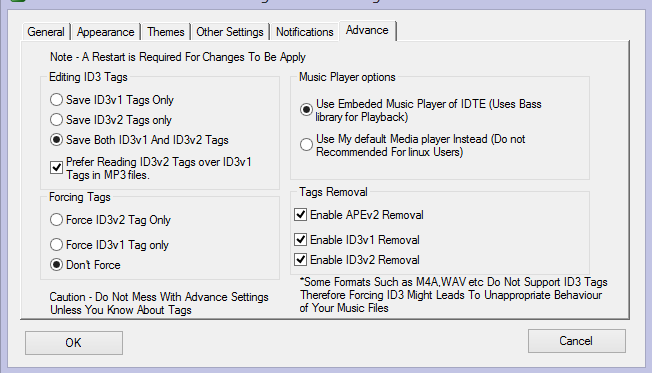 General
Appearance
Themes
Other Settings
Notifications
Advance
Note - A Restart is Required For Changes To Be Apply
Editing ID3 Tags
Save ID3v1 Tags Only
Save ID3v2 Tags only
Save Both ID3v1 And ID3v2 Tags
Prefer Reading ID3v2 Tags over ID3v1
Tags in MP3 files.
Music Player options
Use Embeded Music Player of IDTE (Uses Bass
library for Playback)
Use My default Media player Instead (Do not
Recommended For linux Users)
Forcing Tags
Force ID3v2 Tag Only
Force ID3v1 Tag only
Don't Force
Tags Removal
Enable APEv2 Removal
Enable ID3v1 Removal
Enable ID3v2 Removal
Caution - Do Not Mess With Advance Settings
Unless You Know About Tags
*Some Formats Such as M4A,WAV etc Do Not Support ID3 Tags
Therefore Forcing ID3 Might Leads To Unappropriate Behaviour
of Your Music Files
OK
Cancel